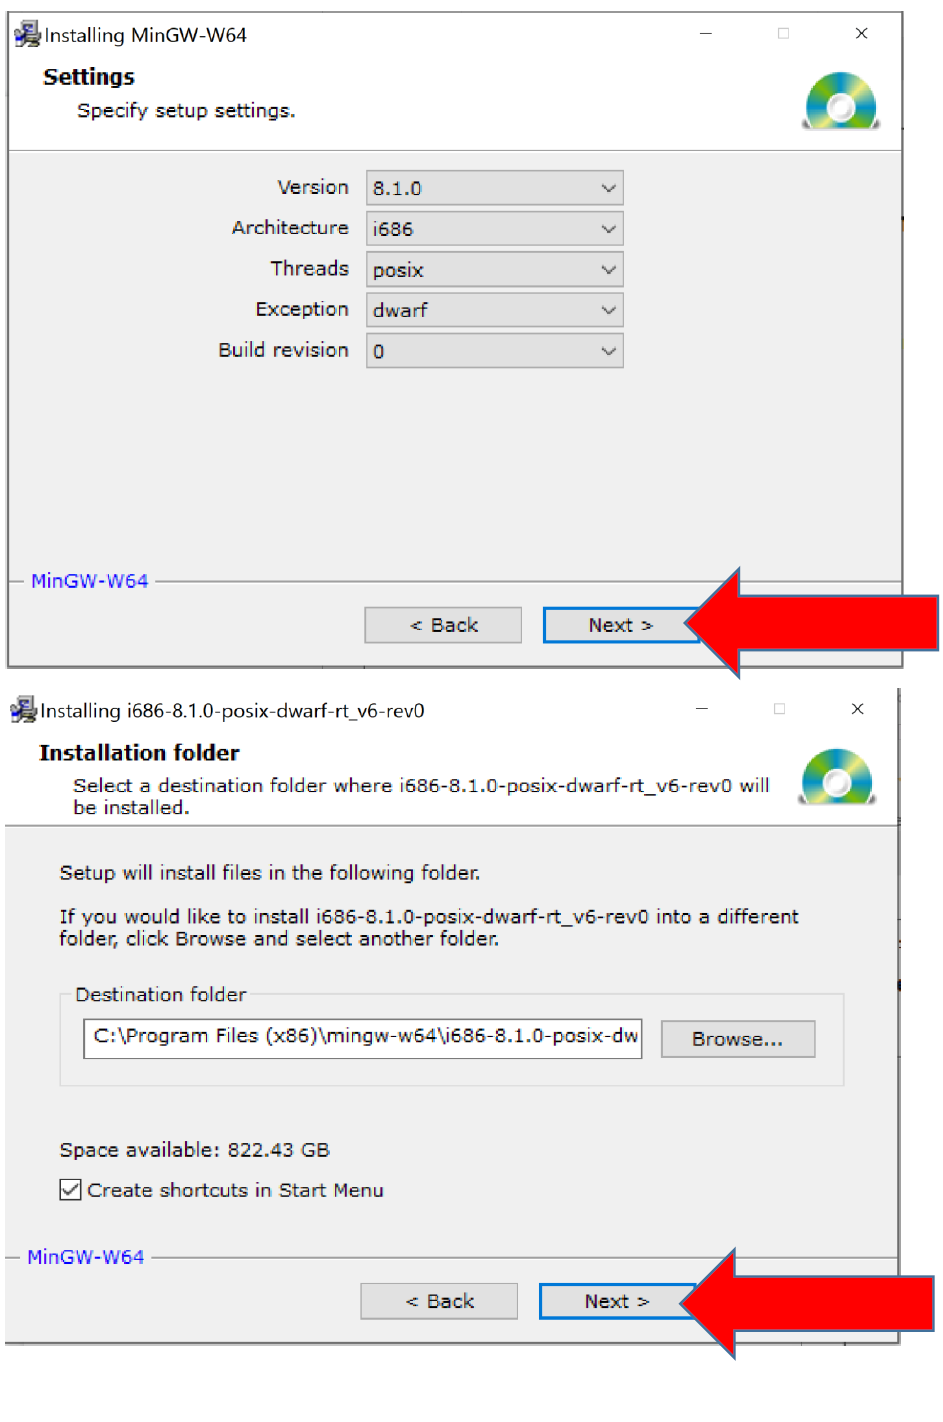 Installing MinGW-W64
Settings
Specify setup settings.
Version 8.1.0
Architecture i686
Threads posix
Exception dwarf
Build revision 0
MinGW-W64
< Back Next >
Installing i686-8.1.0-posix-dwarf-rt_v6-rev0
Installation folder
Select a destination folder where i686-8.1.0-posix-dwarf-rt_v6-rev0 will
be installed.
Setup will install files in the following folder.
If you would like to install i686-8.1.0-posix-dwarf-rt_v6-rev0 into a different
folder, click Browse and select another folder.
Destination folder
C:\Program Files (x86)\mingw-w64\i686-8.1.0-posix-dw Browse...
Space available: 822.43 GB
Create shortcuts in Start Menu
MinGW-W64
< Back Next >